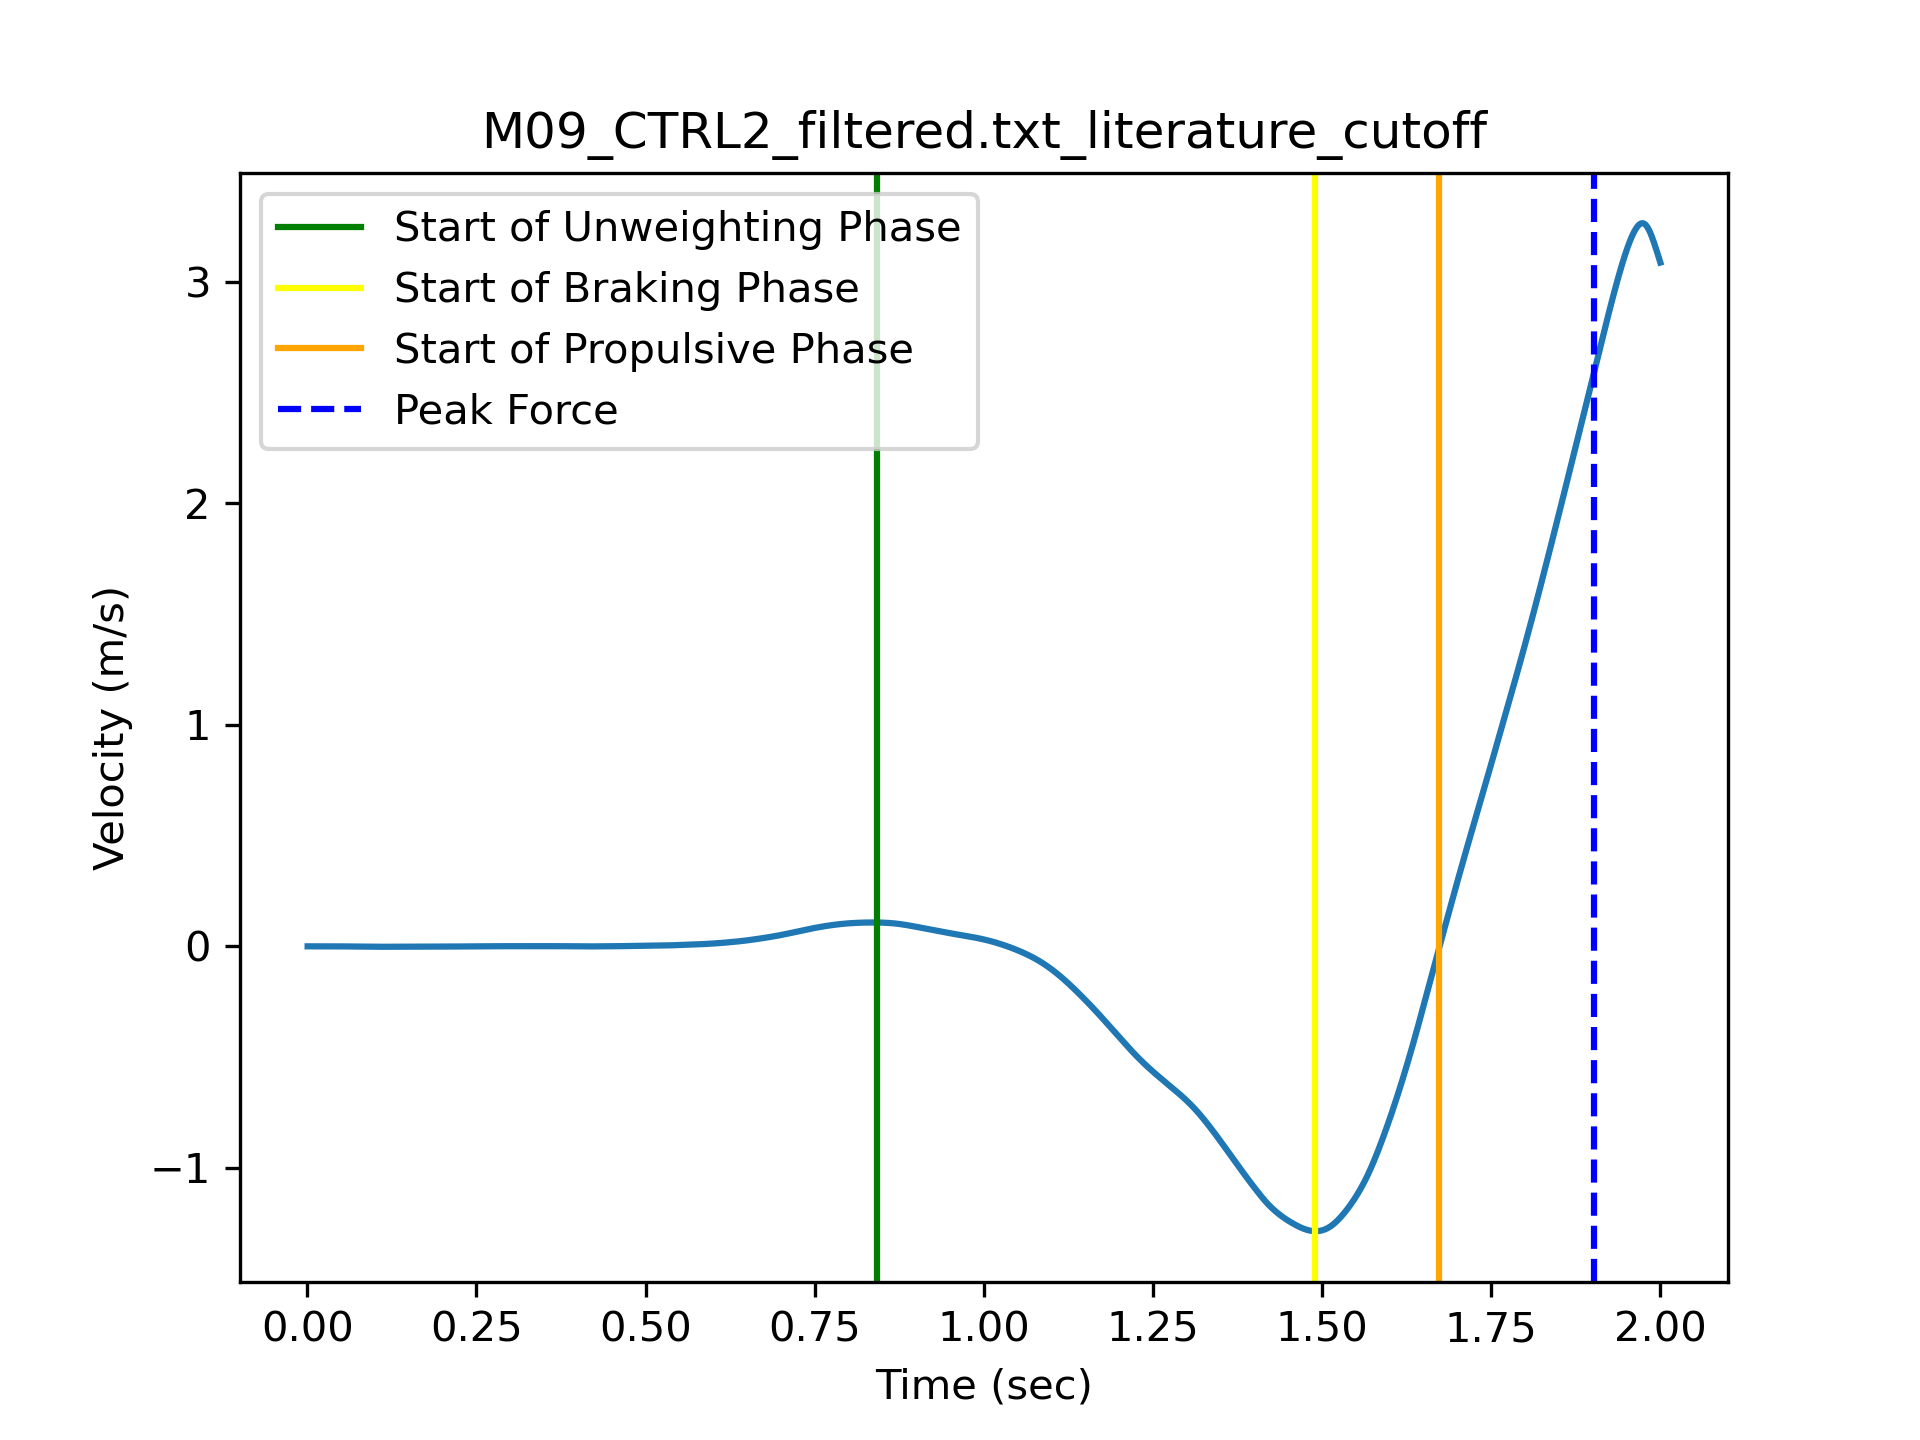 M09_CTRL2_filtered.txt_literature_cutoff
Start of Unweighting Phase
Start of Braking Phase
Start of Propulsive Phase
Peak Force
3
2
1
0
−1
Velocity (m/s)
0.00 0.25 0.50 0.75 1.00 1.25 1.50 1.75 2.00
Time (sec)